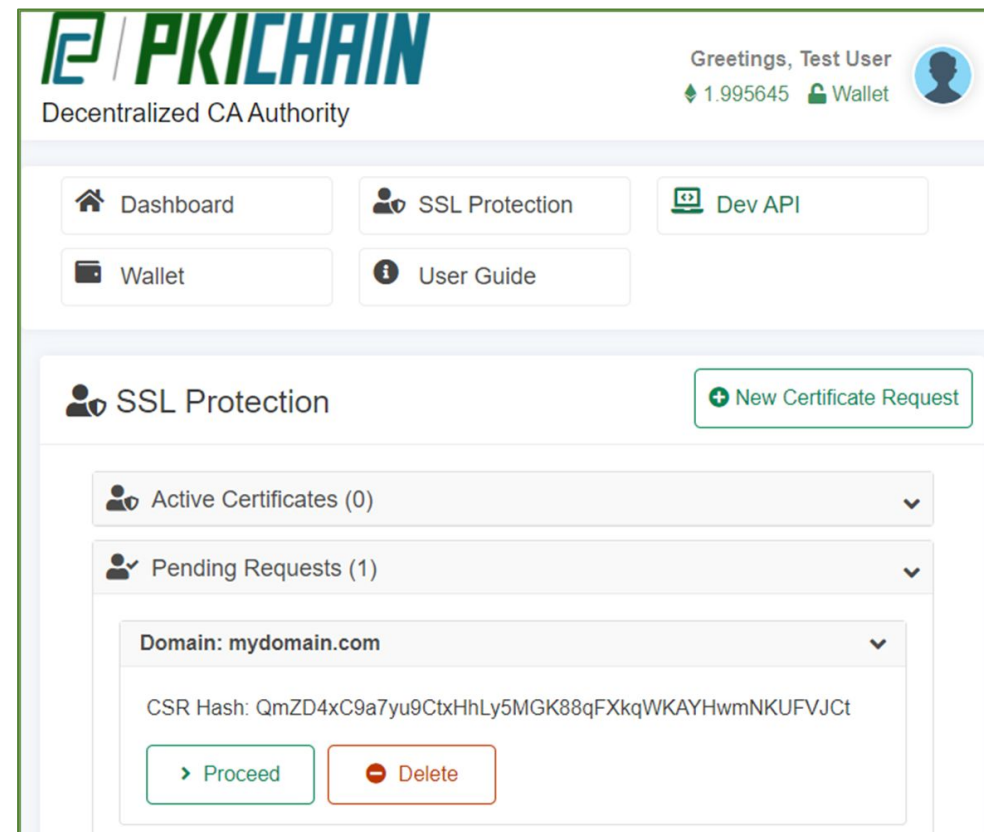 PKICHAIN
Decentralized CA Authority
Greetings, Test User
1.995645 Wallet
Dashboard
SSL Protection
Dev API
Wallet
User Guide
SSL Protection
New Certificate Request
Active Certificates (0)
Pending Requests (1)
Domain: mydomain.com
CSR Hash: QmZD4xC9a7yu9CtxHhLy5MGK88qFXkqWKAYHwmNKUFVJCt
Proceed
Delete